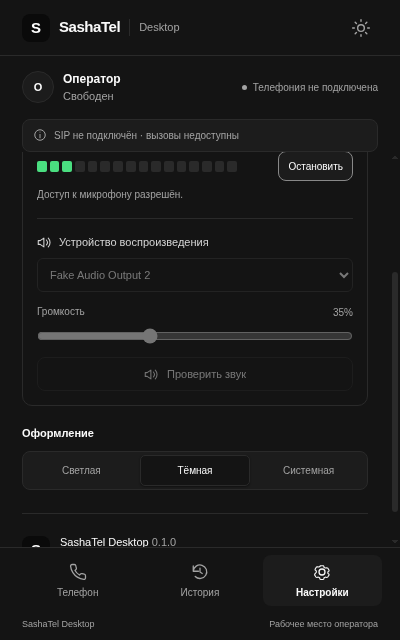 S SashaTel Desktop
О Оператор
Свободен
Телефония не подключена
SIP не подключён · вызовы недоступны
Остановить
Доступ к микрофону разрешён.
Устройство воспроизведения
Fake Audio Output 2
Громкость 35%
Проверить звук
Оформление
Светлая Тёмная Системная
SashaTel Desktop 0.1.0
Телефон История Настройки
SashaTel Desktop Рабочее место оператора